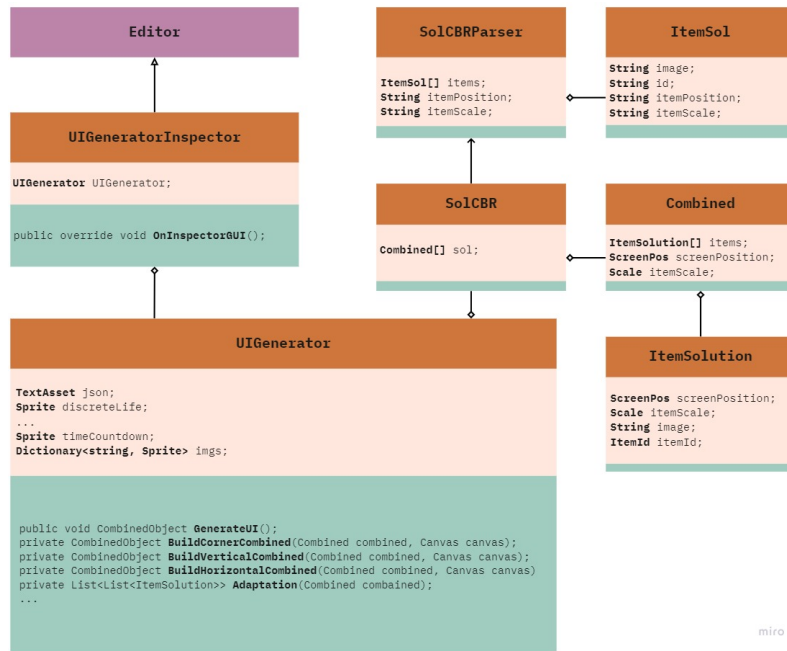 Editor
UIGeneratorInspector
UIGenerator UIGenerator;
public override void OnInspectorGUI();
SolCBRParser
ItemSol[] items;
String itemPosition;
String itemScale;
ItemSol
String image;
String id;
String itemPosition;
String itemScale;
SolCBR
Combined[] sol;
Combined
ItemSolution[] items;
ScreenPos screenPosition;
Scale itemScale;
ItemSolution
ScreenPos screenPosition;
Scale itemScale;
String image;
ItemId itemId;
UIGenerator
TextAsset json;
Sprite discreteLife;
...
Sprite timeCountdown;
Dictionary<string, Sprite> imgs;
public void CombinedObject GenerateUI();
private CombinedObject BuildCornerCombined(Combined combined, Canvas canvas);
private CombinedObject BuildVerticalCombined(Combined combined, Canvas canvas);
private CombinedObject BuildHorizontalCombined(Combined combined, Canvas canvas)
private List<List<ItemSolution>> Adaptation(Combined combained);
...
miro